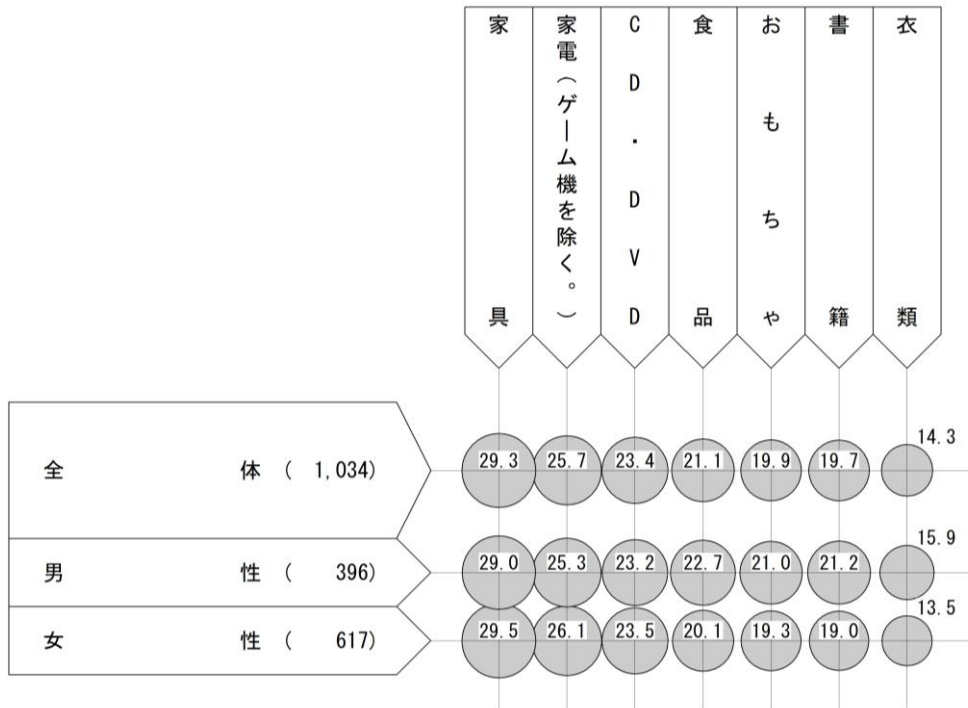 家具
家電(ゲーム機を除く。)
CD・DVD
食品
おもちゃ
書籍
衣類
全体 ( 1,034) 29.3 25.7 23.4 21.1 19.9 19.7 14.3
男性 ( 396) 29.0 25.3 23.2 22.7 21.0 21.2 15.9
女性 ( 617) 29.5 26.1 23.5 20.1 19.3 19.0 13.5